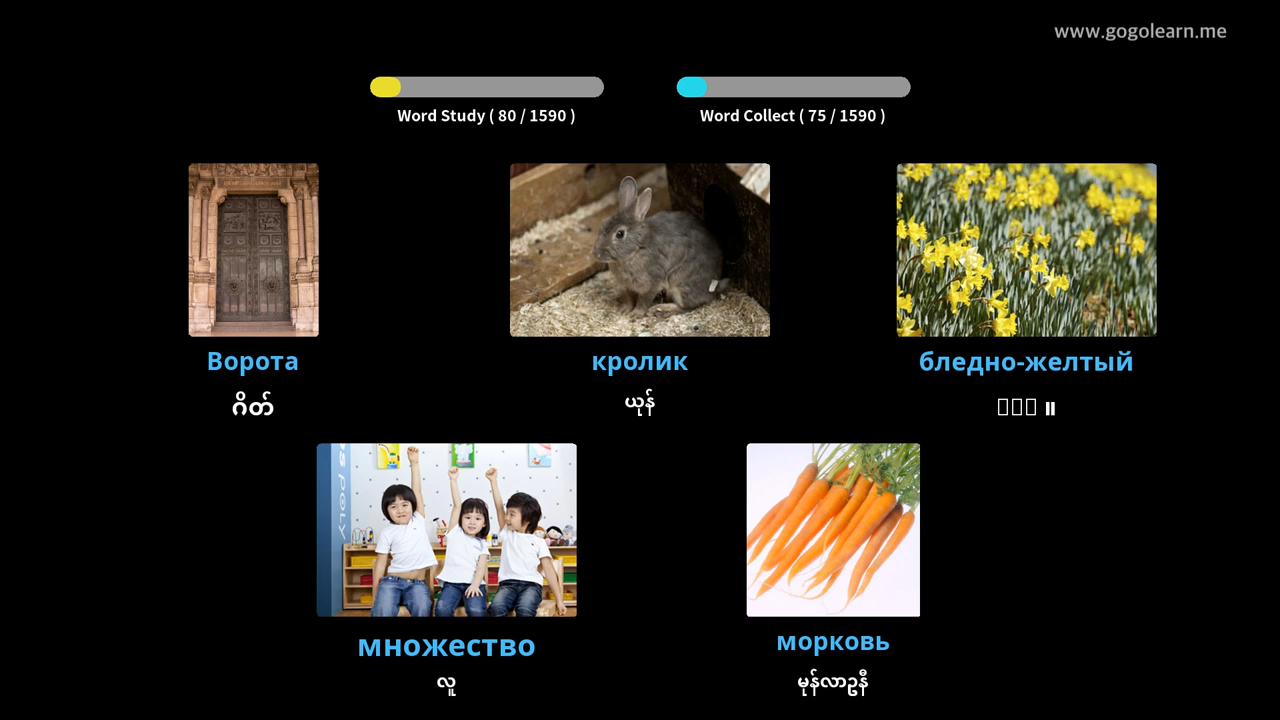 www.gogolearn.me
Word Study ( 80 / 1590 )
Word Collect ( 75 / 1590 )
Ворота
кролик
бледно-желтый
ဂိတ်
ယုန်
။
множество
морковь
လူ
မုန်လာဥနီ